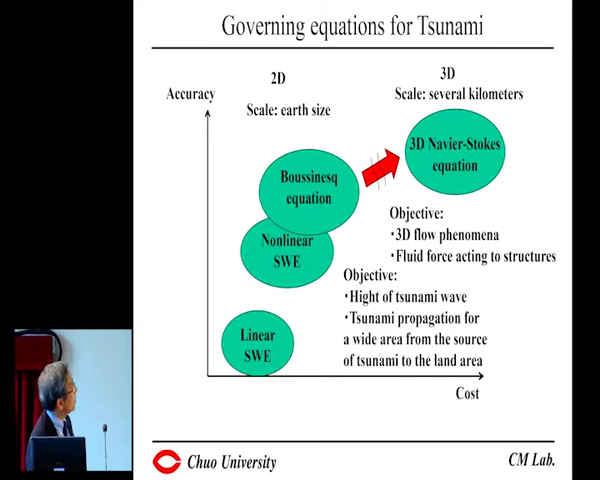 Governing equations for Tsunami
2D
3D
Accuracy
Scale: several kilometers
Scale: earth size
3D Navier-Stokes
equation
Boussinesq
equation
Objective:
・3D flow phenomena
・Fluid force acting to structures
Nonlinear
SWE
Objective:
・Hight of tsunami wave
・Tsunami propagation for
a wide area from the source
of tsunami to the land area
Linear
SWE
Cost
Chuo University
CM Lab.